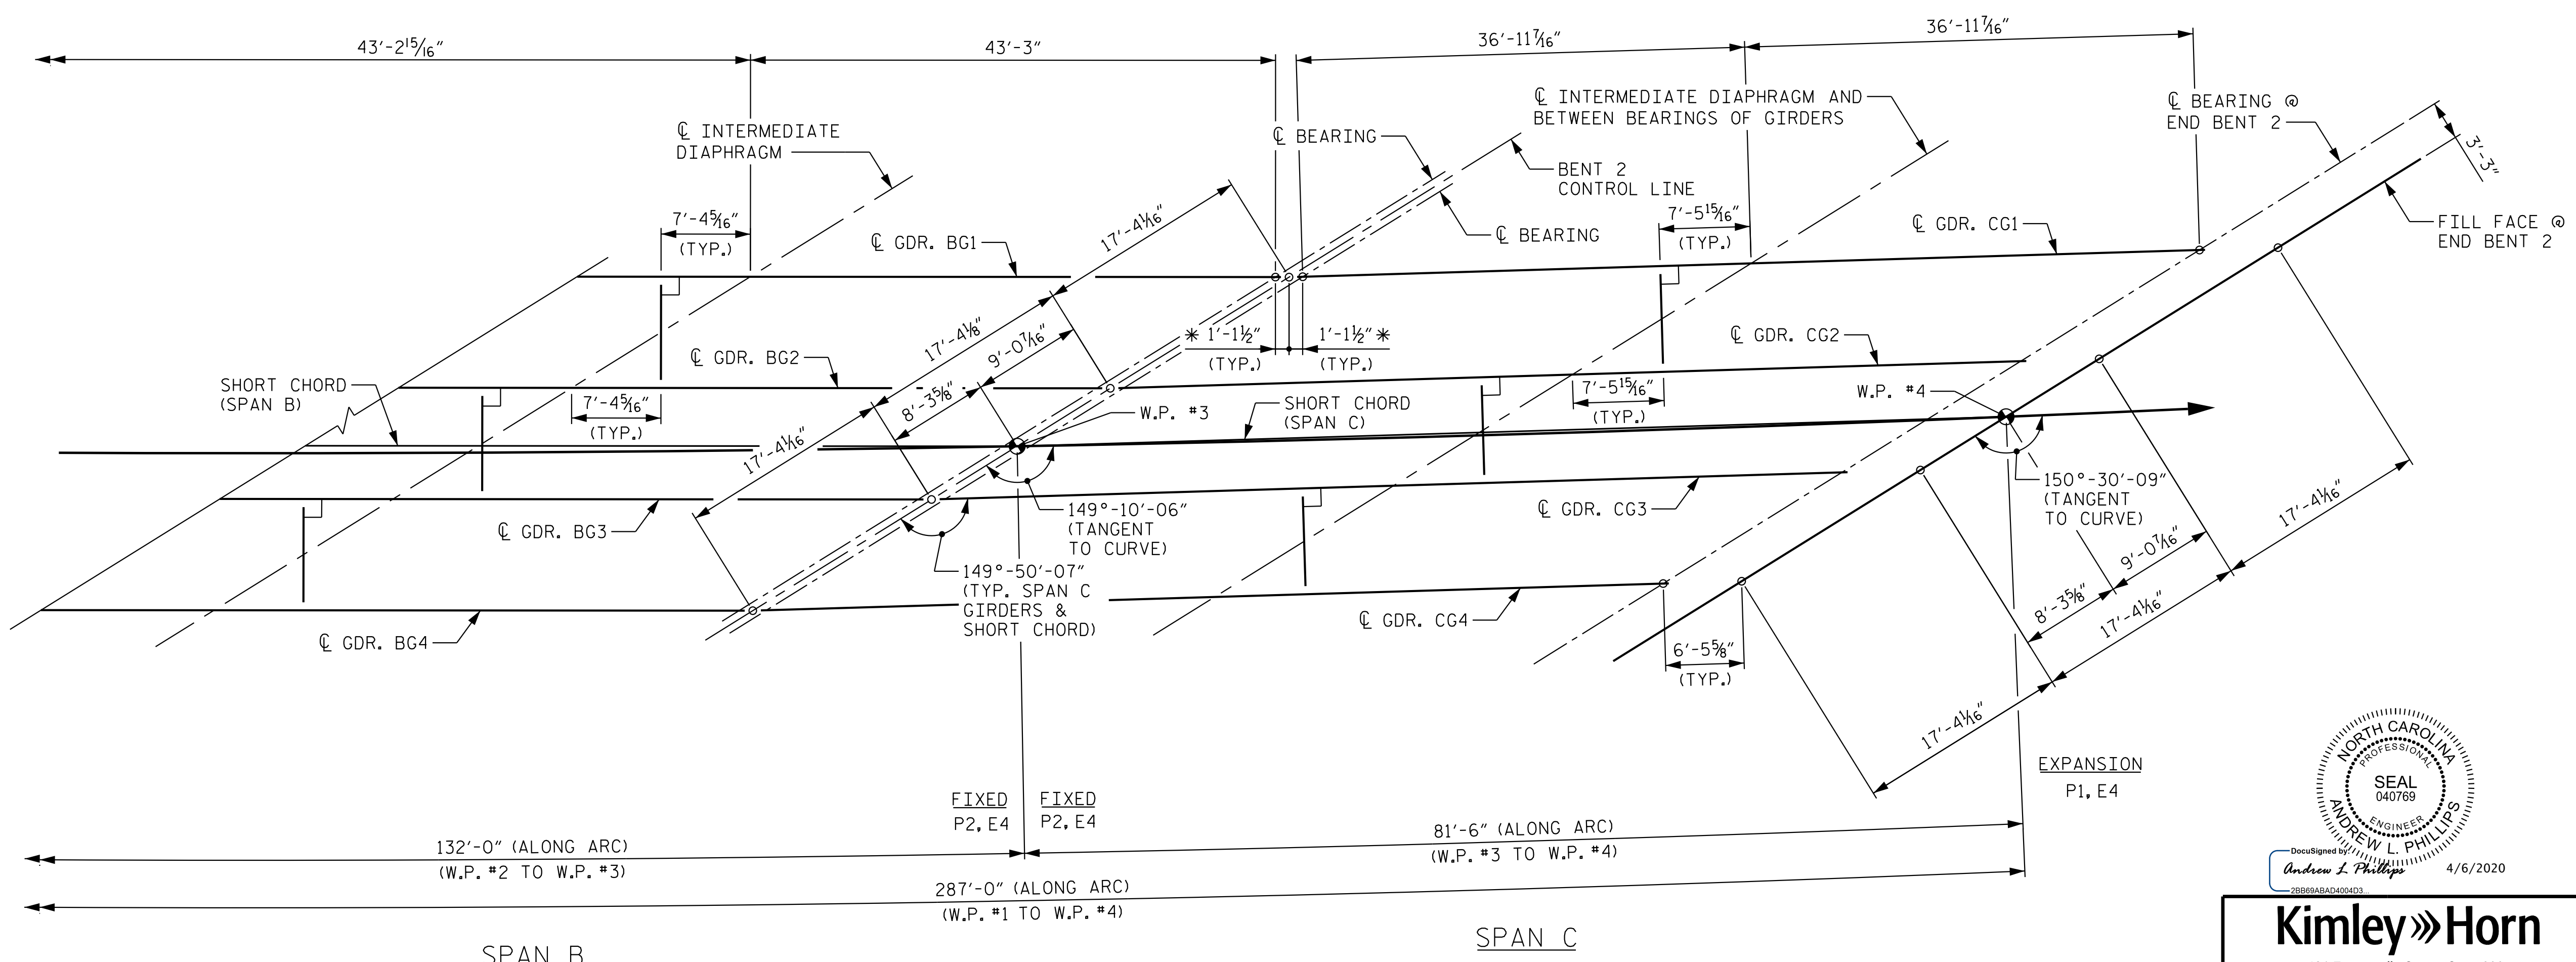 43'-2 15/16"
43'-3"
36'-11 7/16"
36'-11 7/16"
℄ INTERMEDIATE
DIAPHRAGM
℄ BEARING
℄ INTERMEDIATE DIAPHRAGM AND
BETWEEN BEARINGS OF GIRDERS
℄ BEARING @
END BENT 2
3'-3"
BENT 2
CONTROL LINE
7'-4 5/16"
(TYP.)
℄ GDR. BG1
17'-4 1/16"
℄ BEARING
7'-5 15/16"
(TYP.)
℄ GDR. CG1
FILL FACE @
END BENT 2
17'-4 1/8"
9'-0 7/16"
✳ 1'-1 1/2"
(TYP.)
1'-1 1/2" ✳
(TYP.)
℄ GDR. CG2
℄ GDR. BG2
SHORT CHORD
(SPAN B)
7'-4 5/16"
(TYP.)
8'-3 5/8"
W.P. #3
SHORT CHORD
(SPAN C)
7'-5 15/16"
(TYP.)
W.P. #4
17'-4 1/16"
℄ GDR. BG3
149°-10'-06"
(TANGENT
TO CURVE)
℄ GDR. CG3
150°-30'-09"
(TANGENT
TO CURVE)
17'-4 1/16"
149°-50'-07"
(TYP. SPAN C
GIRDERS &
SHORT CHORD)
9'-0 7/16"
8'-3 5/8"
17'-4 1/16"
℄ GDR. BG4
℄ GDR. CG4
6'-5 5/8"
(TYP.)
17'-4 1/16"
FIXED
P2, E4
FIXED
P2, E4
EXPANSION
P1, E4
NORTH CAROLINA
PROFESSIONAL
SEAL
040769
ENGINEER
ANDREW L. PHILLIPS
132'-0" (ALONG ARC)
(W.P. #2 TO W.P. #3)
81'-6" (ALONG ARC)
(W.P. #3 TO W.P. #4)
287'-0" (ALONG ARC)
(W.P. #1 TO W.P. #4)
DocuSigned by:
Andrew L Phillips
4/6/2020
2BB69ABAD4004D3...
SPAN B
SPAN C
Kimley»Horn